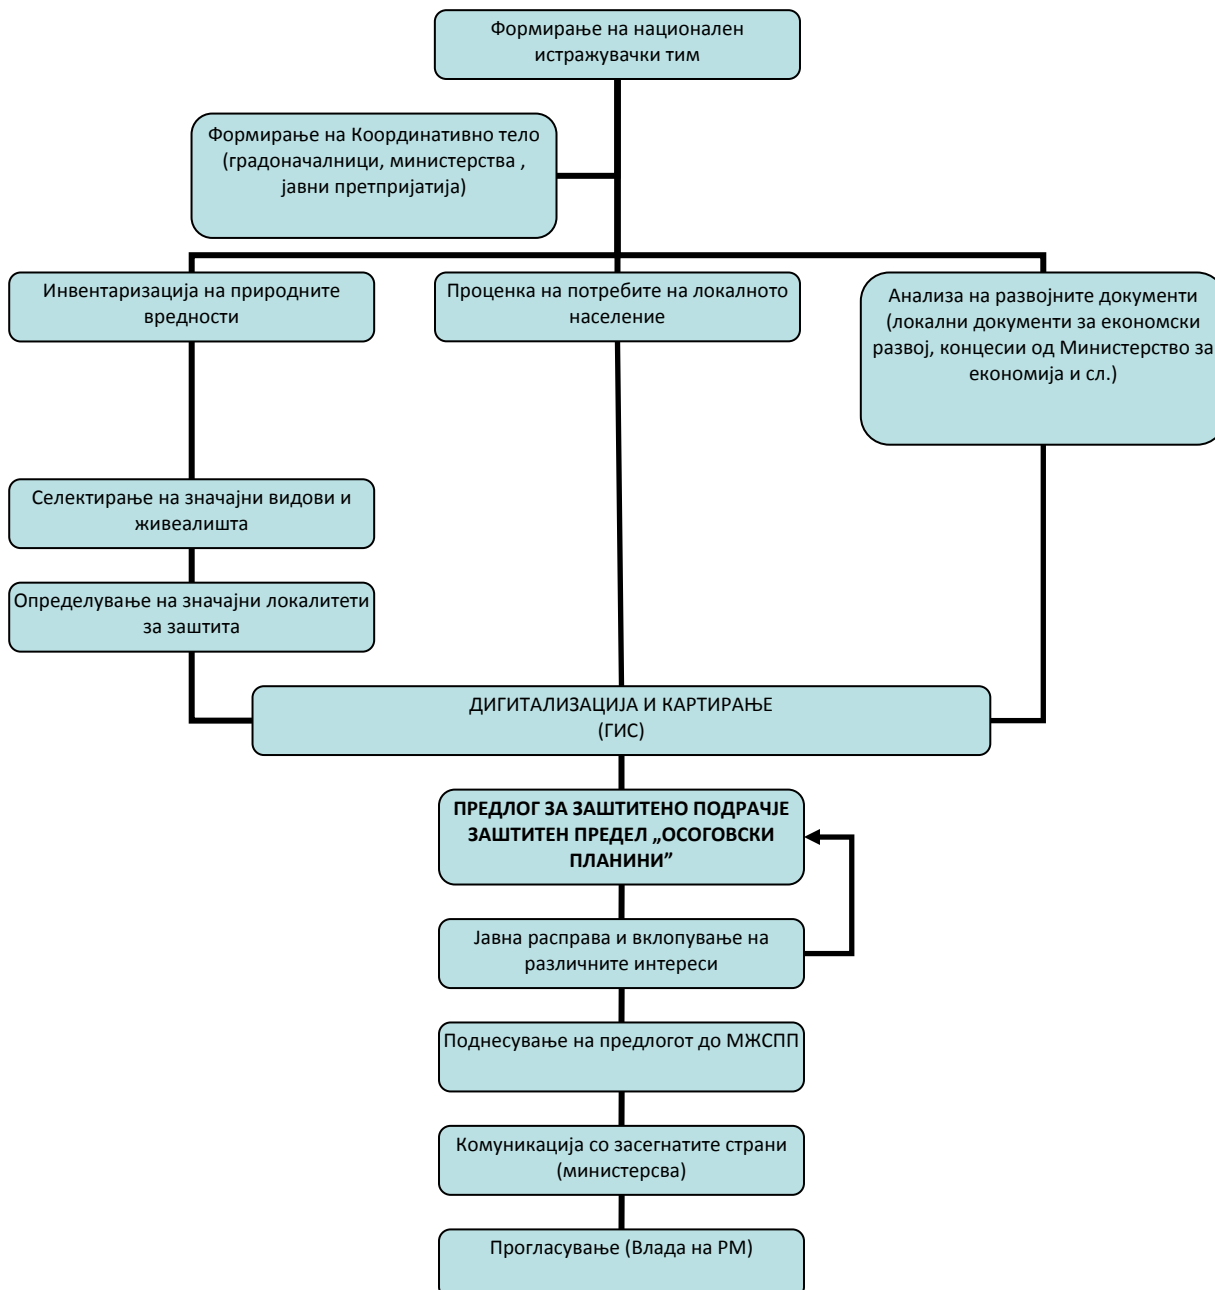 Формирање на национален
истражувачки тим
Формирање на Координативно тело
(градоначалници, министерства ,
јавни претпријатија)
Инвентаризација на природните
вредности
Проценка на потребите на локалното
население
Анализа на развојните документи
(локални документи за економски
развој, концесии од Министерство за
економија и сл.)
Селектирање на значајни видови и
живеалишта
Определување на значајни локалитети
за заштита
ДИГИТАЛИЗАЦИЈА И КАРТИРАЊЕ
(ГИС)
ПРЕДЛОГ ЗА ЗАШТИТЕНО ПОДРАЧЈЕ
ЗАШТИТЕН ПРЕДЕЛ „ОСОГОВСКИ
ПЛАНИНИ”
Јавна расправа и вклопување на
различните интереси
Поднесување на предлогот до МЖСПП
Комуникација со засегнатите страни
(министерсва)
Прогласување (Влада на РМ)